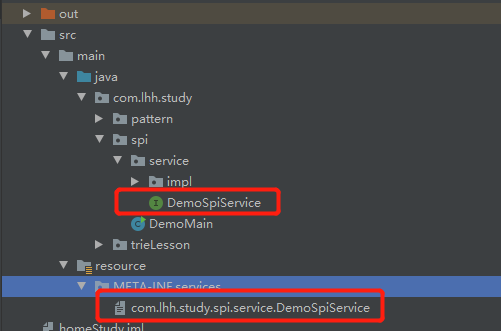 out
src
main
java
com.lhh.study
pattern
spi
service
impl
I DemoSpiService
C DemoMain
trieLesson
resource
META-INF.services
com.lhh.study.spi.service.DemoSpiService
homeStudy.iml